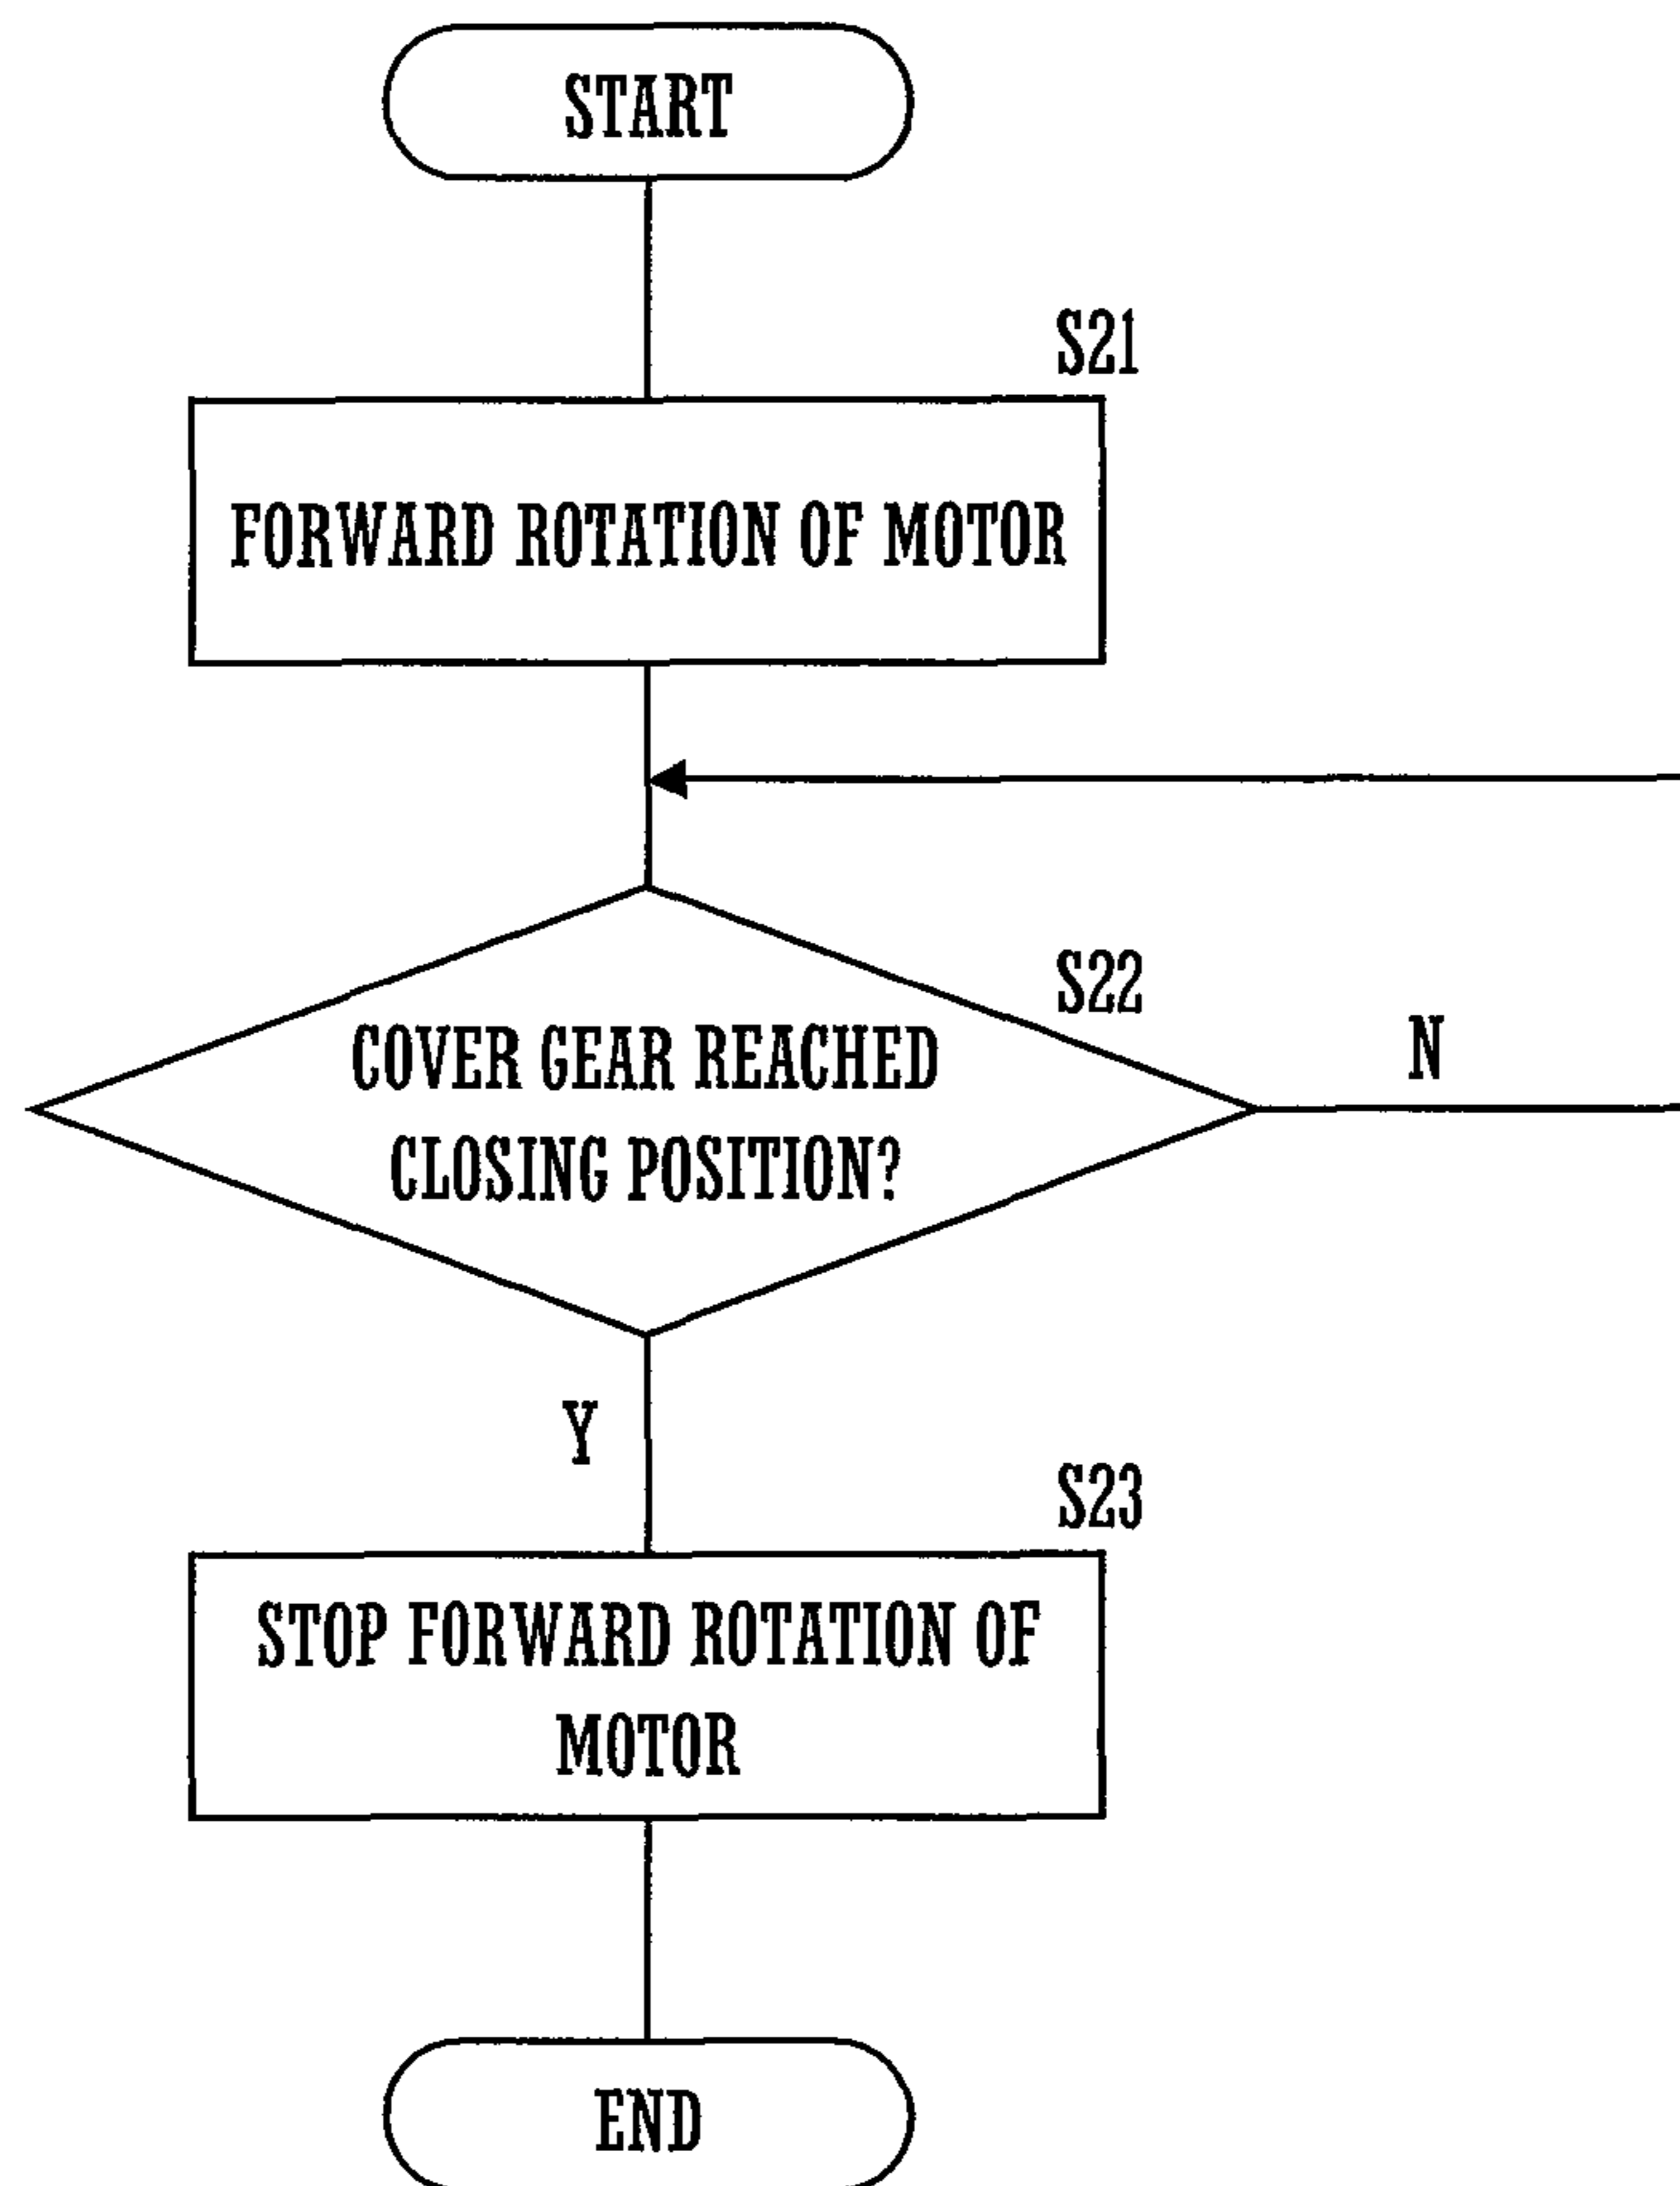 START
S21
FORWARD ROTATION OF MOTOR
S22
COVER GEAR REACHED
CLOSING POSITION?
N
Y
S23
STOP FORWARD ROTATION OF
MOTOR
END